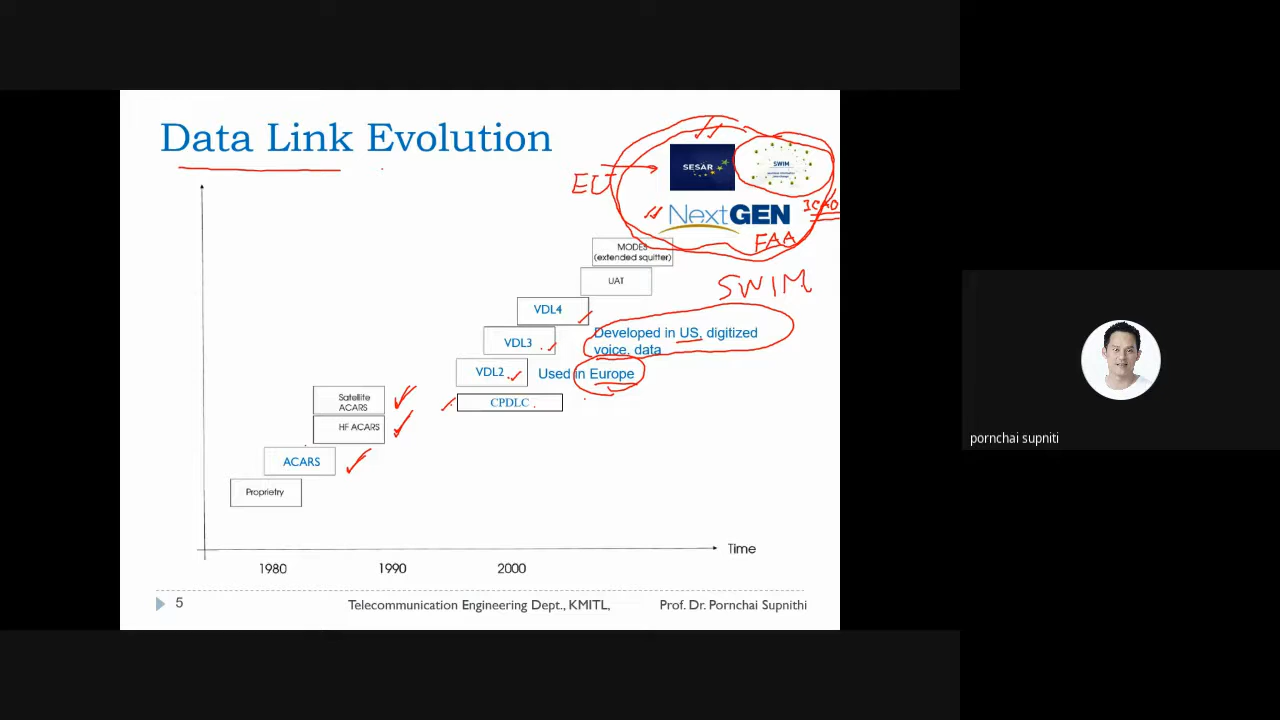 Data Link Evolution
EU
SESAR
SWIM
NextGEN
ICAO
FAA
MODES
(extended squitter)
UAT
SWIM
VDL4
Developed in US, digitized
voice, data
VDL3
VDL2
Used in Europe
CPDLC
Satellite
ACARS
HF ACARS
ACARS
Proprietry
Time
1980
1990
2000
5
Telecommunication Engineering Dept., KMITL,
Prof. Dr. Pornchai Supnithi
pornchai supniti